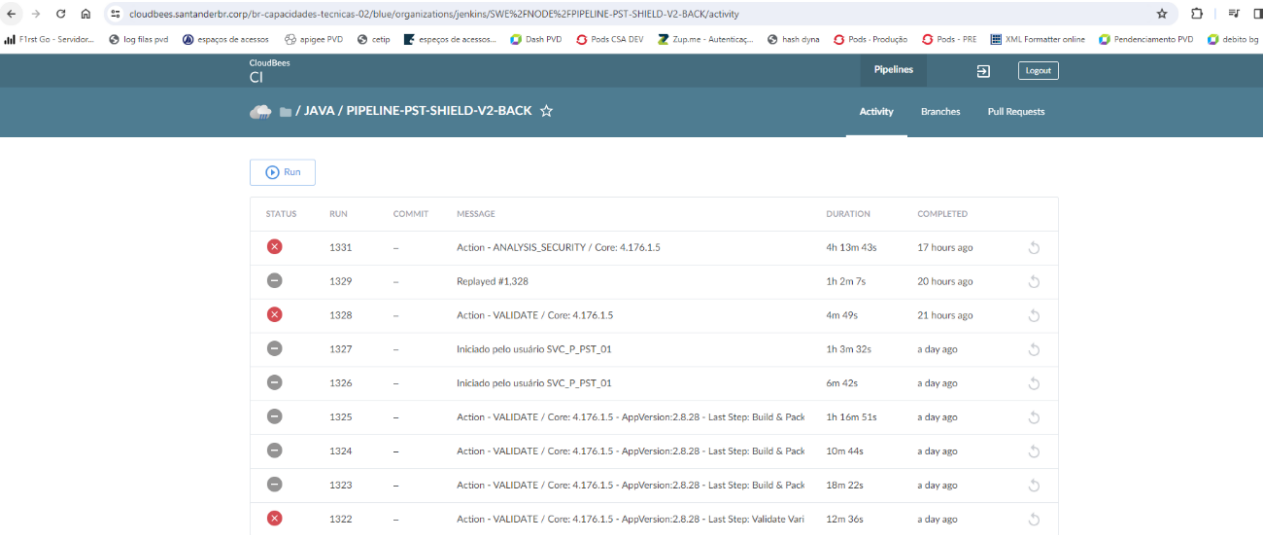 cloudbees.santanderbr.corp/br-capacidades-tecnicas-02/blue/organizations/jenkins/SWE%2FNODE%2FPIPELINE-PST-SHIELD-V2-BACK/activity
F1rst Go - Servidor... log filas pvd espaços de acessos apigee PVD cetip espeços de acessos... Dash PVD Pods CSA DEV Zup.me - Autenticaç... hash dyna Pods - Produção Pods - PRE XML Formatter online Pendenciamento PVD debito bg
CloudBees
CI
Pipelines Logout
/ JAVA / PIPELINE-PST-SHIELD-V2-BACK Activity Branches Pull Requests
Run
STATUS RUN COMMIT MESSAGE DURATION COMPLETED
1331 – Action - ANALYSIS_SECURITY / Core: 4.176.1.5 4h 13m 43s 17 hours ago
1329 – Replayed #1,328 1h 2m 7s 20 hours ago
1328 – Action - VALIDATE / Core: 4.176.1.5 4m 49s 21 hours ago
1327 – Iniciado pelo usuário SVC_P_PST_01 1h 3m 32s a day ago
1326 – Iniciado pelo usuário SVC_P_PST_01 6m 42s a day ago
1325 – Action - VALIDATE / Core: 4.176.1.5 - AppVersion:2.8.28 - Last Step: Build & Pack 1h 16m 51s a day ago
1324 – Action - VALIDATE / Core: 4.176.1.5 - AppVersion:2.8.28 - Last Step: Build & Pack 10m 44s a day ago
1323 – Action - VALIDATE / Core: 4.176.1.5 - AppVersion:2.8.28 - Last Step: Build & Pack 18m 22s a day ago
1322 – Action - VALIDATE / Core: 4.176.1.5 - AppVersion:2.8.28 - Last Step: Validate Vari 12m 36s a day ago